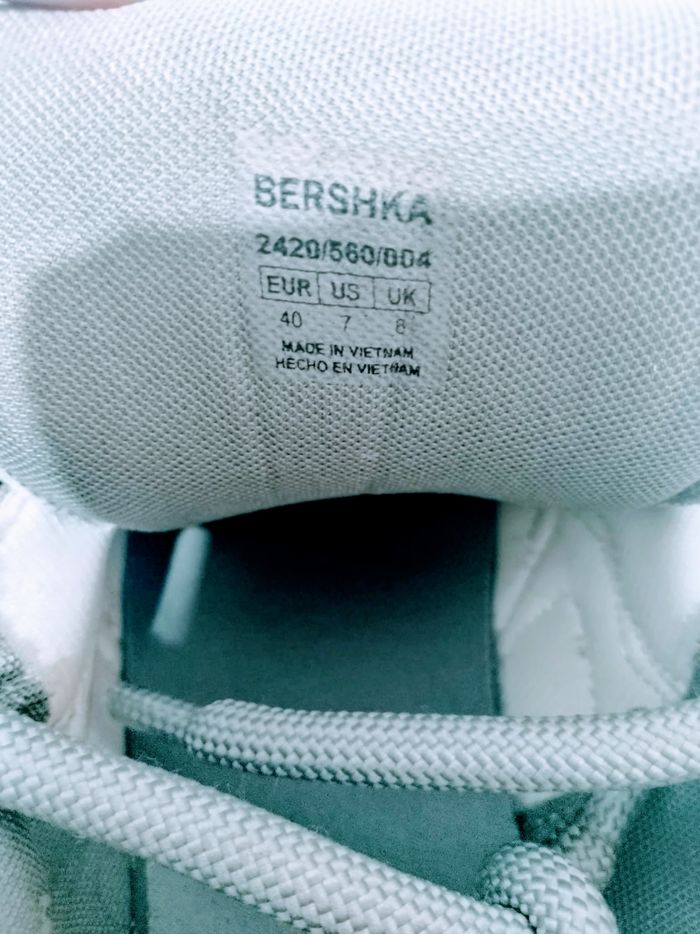 BERSHKA
2420/560/004
EUR US UK
40 7 8
MADE IN VIETNAM
HECHO EN VIETNAM